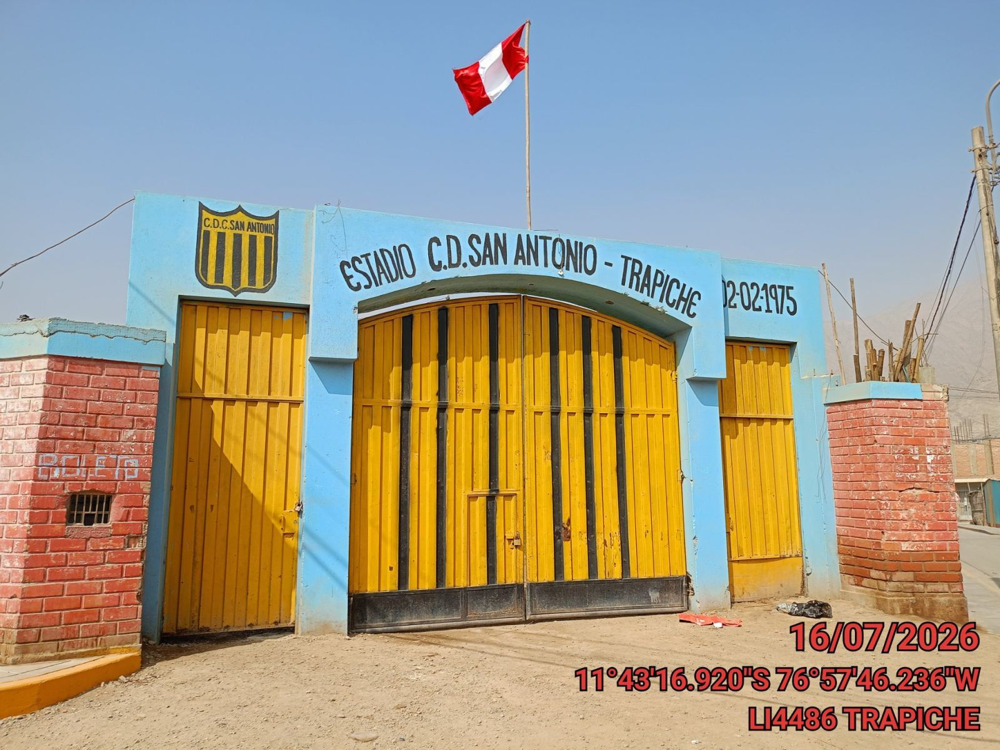 C.D.C.SAN ANTONIO
ESTADIO C.D.SAN ANTONIO - TRAPICHE
02-02-1975
BOLETO
16/07/2026
11°43'16.920"S 76°57'46.236"W
LI4486 TRAPICHE